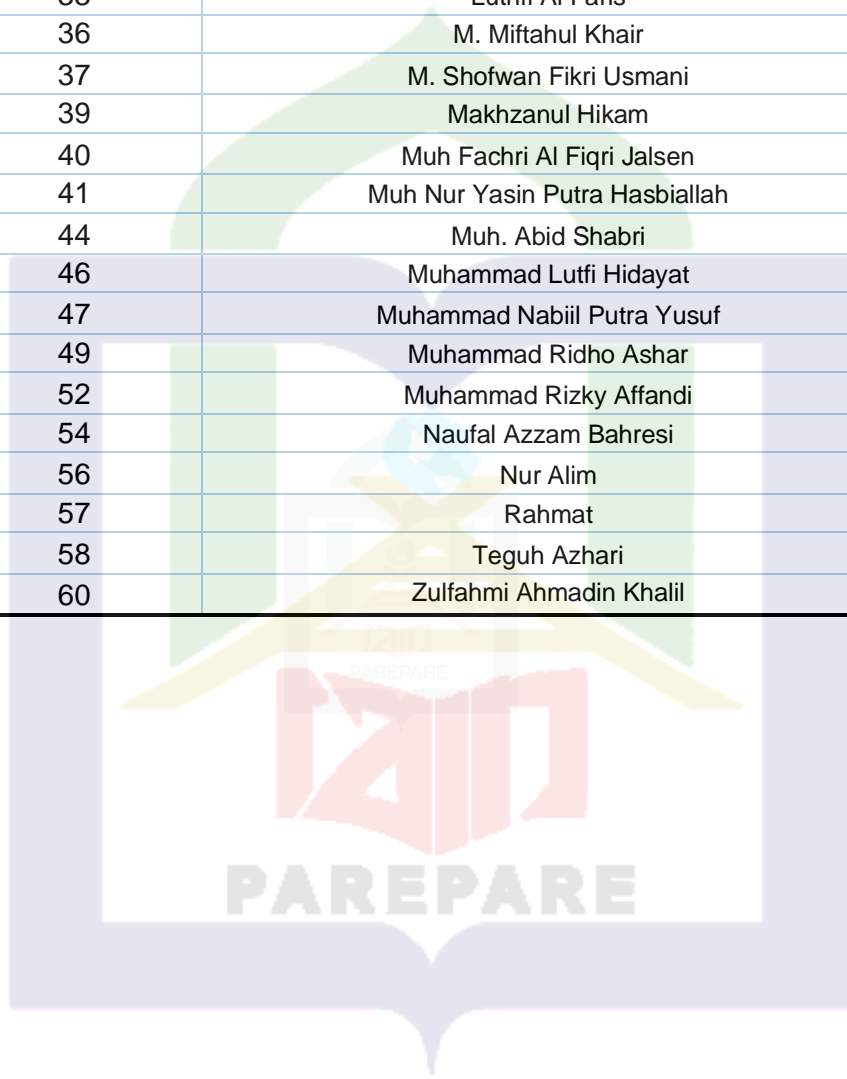 36 M. Miftahul Khair
37 M. Shofwan Fikri Usmani
39 Makhzanul Hikam
40 Muh Fachri Al Fiqri Jalsen
41 Muh Nur Yasin Putra Hasbiallah
44 Muh. Abid Shabri
46 Muhammad Lutfi Hidayat
47 Muhammad Nabiil Putra Yusuf
49 Muhammad Ridho Ashar
52 Muhammad Rizky Affandi
54 Naufal Azzam Bahresi
56 Nur Alim
57 Rahmat
58 Teguh Azhari
60 Zulfahmi Ahmadin Khalil
IAIN
PAREPARE
IAIN
PAREPARE